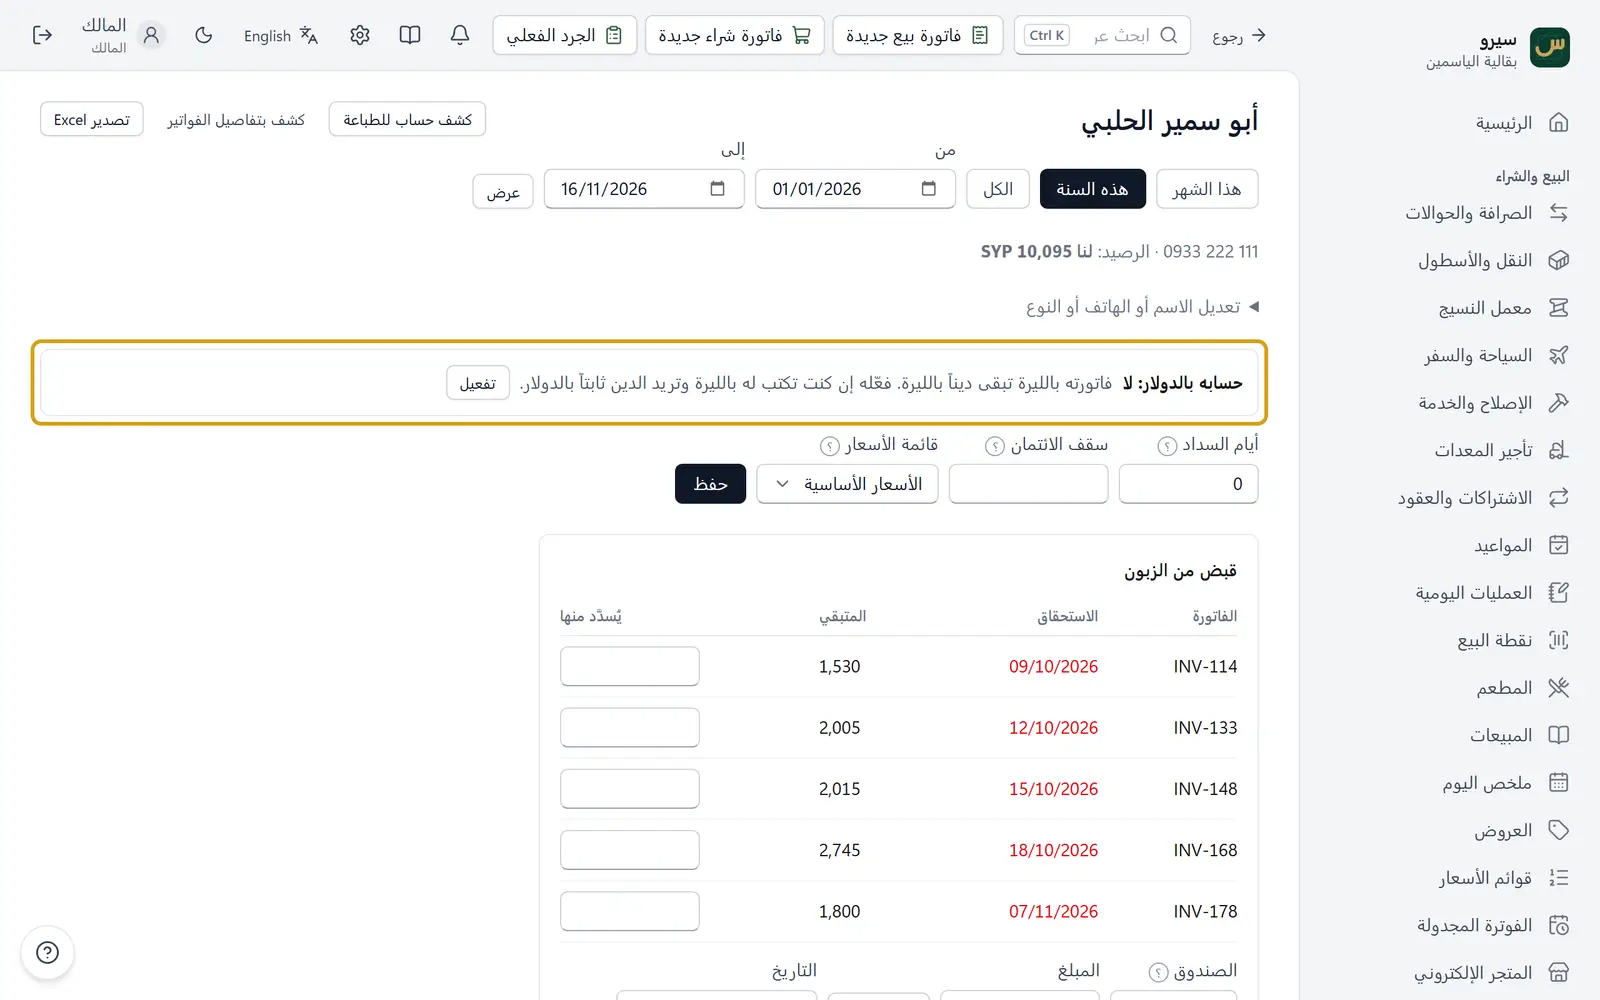 سيرو
بقالية الياسمين
رجوع
ابحث عر
Ctrl K
فاتورة بيع جديدة
فاتورة شراء جديدة
الجرد الفعلي
English
المالك
المالك
الرئيسية
البيع والشراء
الصرافة والحوالات
النقل والأسطول
معمل النسيج
السياحة والسفر
الإصلاح والخدمة
تأجير المعدات
الاشتراكات والعقود
المواعيد
العمليات اليومية
نقطة البيع
المطعم
المبيعات
ملخص اليوم
العروض
قوائم الأسعار
الفوترة المجدولة
المتجر الإلكتروني
أبو سمير الحلبي
كشف حساب للطباعة
كشف بتفاصيل الفواتير
تصدير Excel
من
إلى
هذا الشهر
هذه السنة
الكل
01/01/2026
16/11/2026
عرض
0933 222 111 · الرصيد: لنا 10,095 SYP
تعديل الاسم أو الهاتف أو النوع
حسابه بالدولار: لا فاتورته بالليرة تبقى ديناً بالليرة. فعّله إن كنت تكتب له بالليرة وتريد الدين ثابتاً بالدولار. تفعيل
أيام السداد ؟
سقف الائتمان ؟
قائمة الأسعار ؟
0
الأسعار الأساسية
حفظ
قبض من الزبون
الفاتورة الاستحقاق المتبقي يُسدَّد منها
INV-114 09/10/2026 1,530
INV-133 12/10/2026 2,005
INV-148 15/10/2026 2,015
INV-168 18/10/2026 2,745
INV-178 07/11/2026 1,800
الصندوق ؟ المبلغ التاريخ